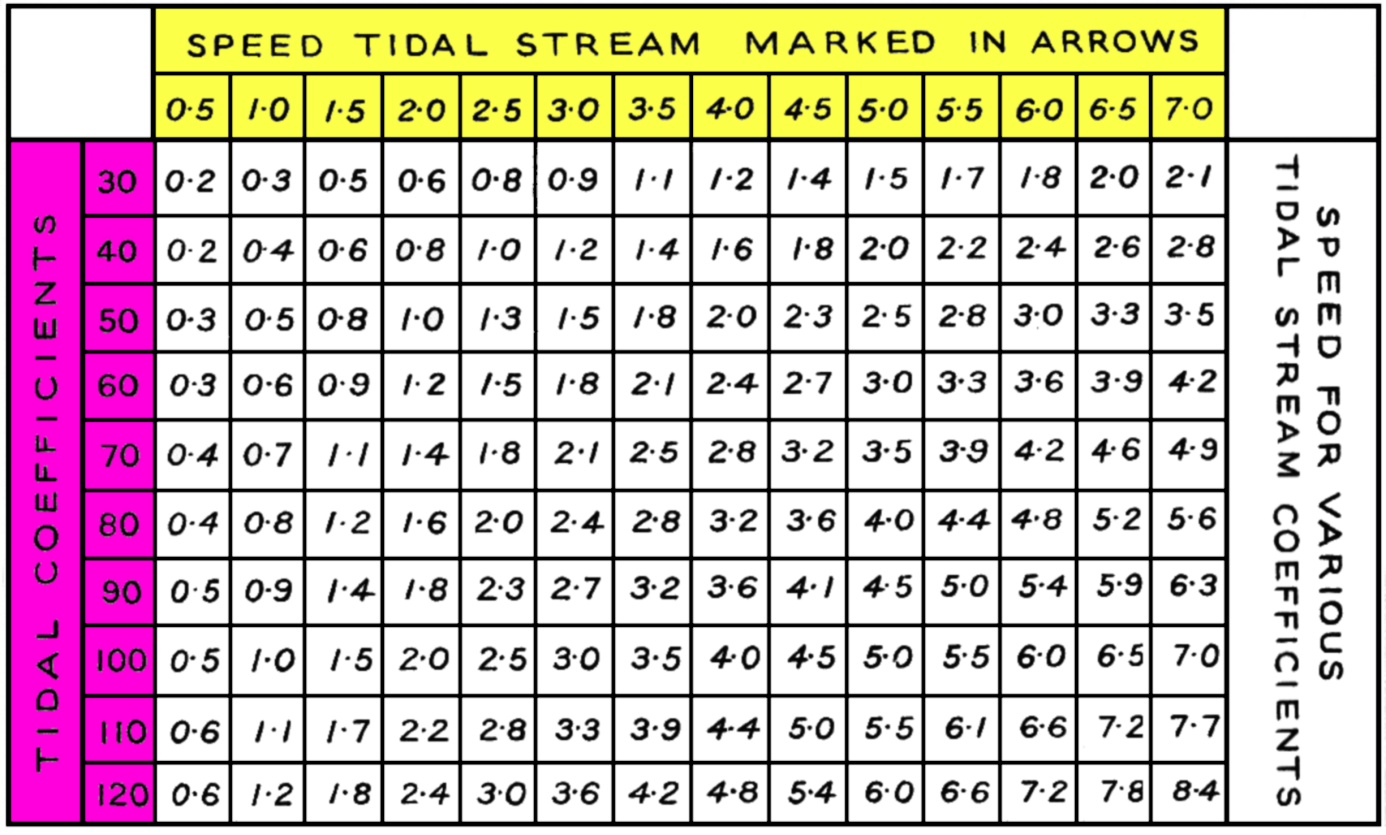 SPEED TIDAL STREAM MARKED IN ARROWS
0·5 1·0 1·5 2·0 2·5 3·0 3·5 4·0 4·5 5·0 5·5 6·0 6·5 7·0
TIDAL COEFFICIENTS
30 0·2 0·3 0·5 0·6 0·8 0·9 1·1 1·2 1·4 1·5 1·7 1·8 2·0 2·1
40 0·2 0·4 0·6 0·8 1·0 1·2 1·4 1·6 1·8 2·0 2·2 2·4 2·6 2·8
50 0·3 0·5 0·8 1·0 1·3 1·5 1·8 2·0 2·3 2·5 2·8 3·0 3·3 3·5
60 0·3 0·6 0·9 1·2 1·5 1·8 2·1 2·4 2·7 3·0 3·3 3·6 3·9 4·2
70 0·4 0·7 1·1 1·4 1·8 2·1 2·5 2·8 3·2 3·5 3·9 4·2 4·6 4·9
80 0·4 0·8 1·2 1·6 2·0 2·4 2·8 3·2 3·6 4·0 4·4 4·8 5·2 5·6
90 0·5 0·9 1·4 1·8 2·3 2·7 3·2 3·6 4·1 4·5 5·0 5·4 5·9 6·3
100 0·5 1·0 1·5 2·0 2·5 3·0 3·5 4·0 4·5 5·0 5·5 6·0 6·5 7·0
110 0·6 1·1 1·7 2·2 2·8 3·3 3·9 4·4 5·0 5·5 6·1 6·6 7·2 7·7
120 0·6 1·2 1·8 2·4 3·0 3·6 4·2 4·8 5·4 6·0 6·6 7·2 7·8 8·4
SPEED FOR VARIOUS
TIDAL STREAM COEFFICIENTS